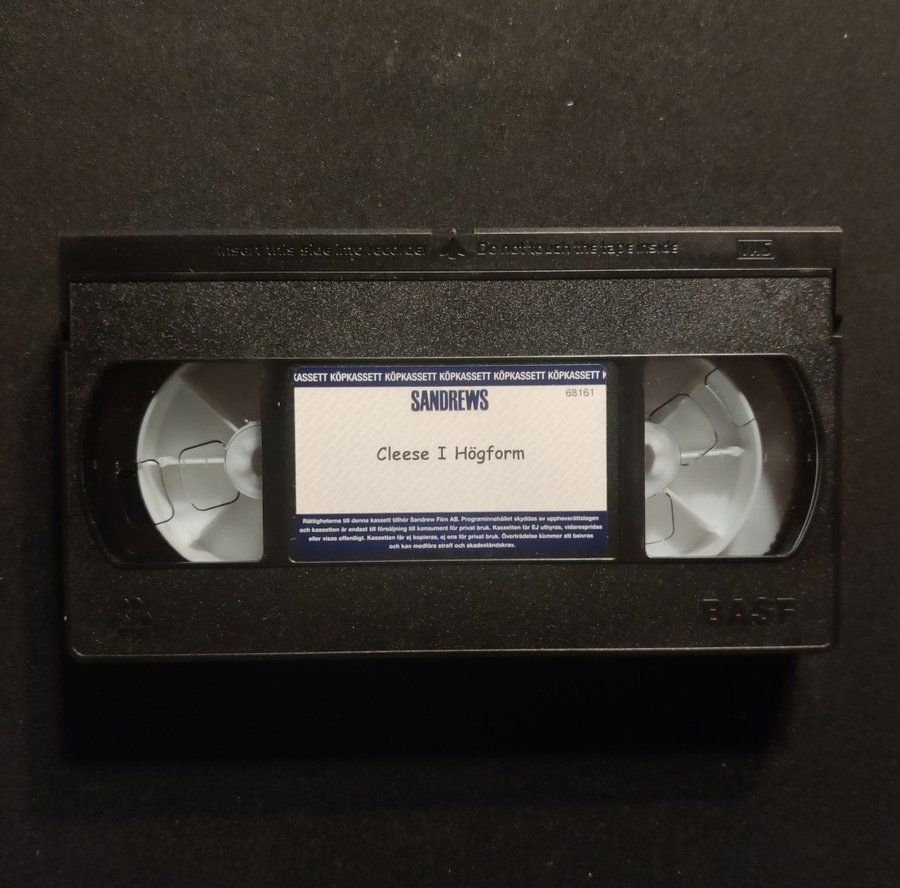 Insert this side into recorder Do not touch the tape inside VHS
KASSETT KÖPKASSETT KÖPKASSETT KÖPKASSETT KÖPKASSETT KÖPKASSETT K
SANDREWS
68161
Cleese I Högform
Rättigheterna till denna kassett tillhör Sandrew Film AB. Programinnehållet skyddas av upphovsrättslagen
och kassetten är endast till försäljning till konsument för privat bruk. Kassetten får EJ uthyras, vidarespridas
eller visas offentligt. Kassetten får ej kopieras, ej ens för privat bruk. Överträdelse kommer att beivras
och kan medföra straff och skadeståndskrav.
BASF